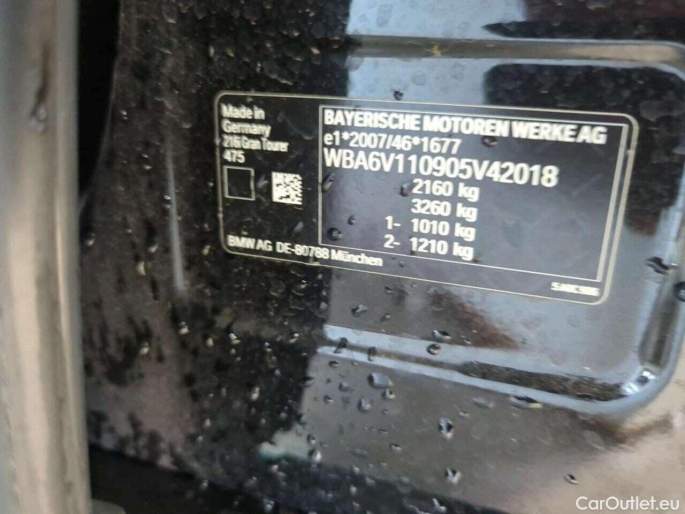 Made in
Germany
216 Gran Tourer
475
BAYERISCHE MOTOREN WERKE AG
e1*2007/46*1677
WBA6V110905V42018
2160 kg
3260 kg
1- 1010 kg
2- 1210 kg
BMW AG DE-80788 München
CarOutlet.eu